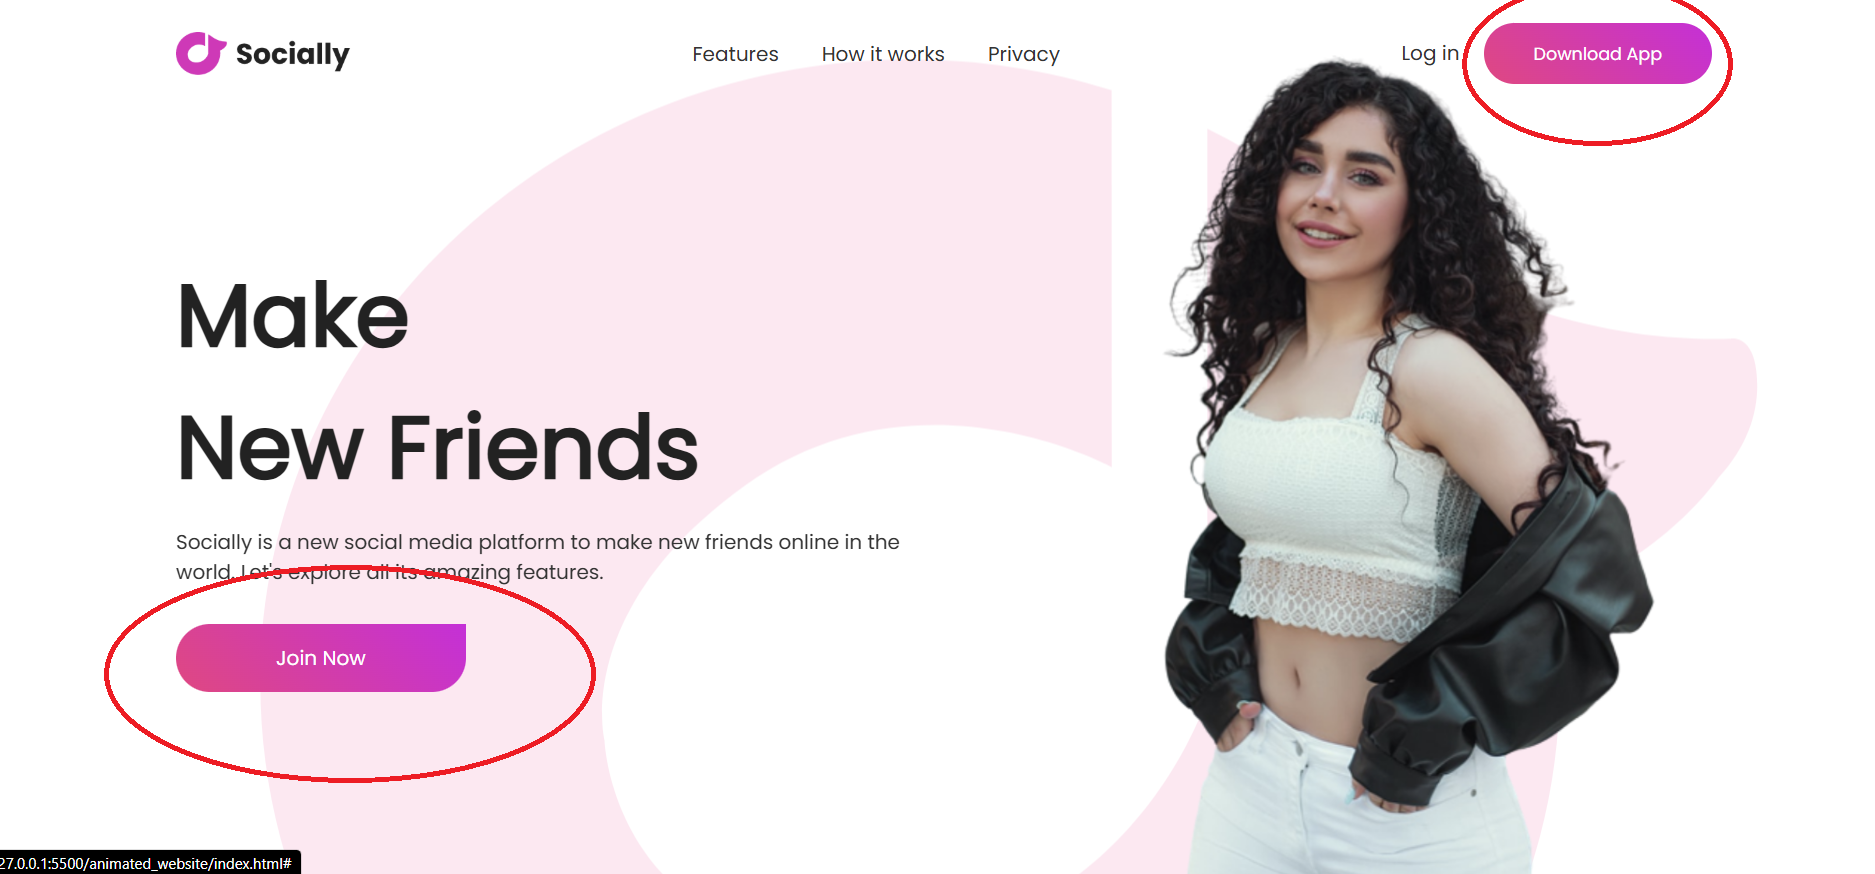 Socially
Features How it works Privacy
Log in Download App
Make
New Friends
Socially is a new social media platform to make new friends online in the
world. Let's explore all its amazing features.
Join Now
27.0.0.1:5500/animated_website/index.html#